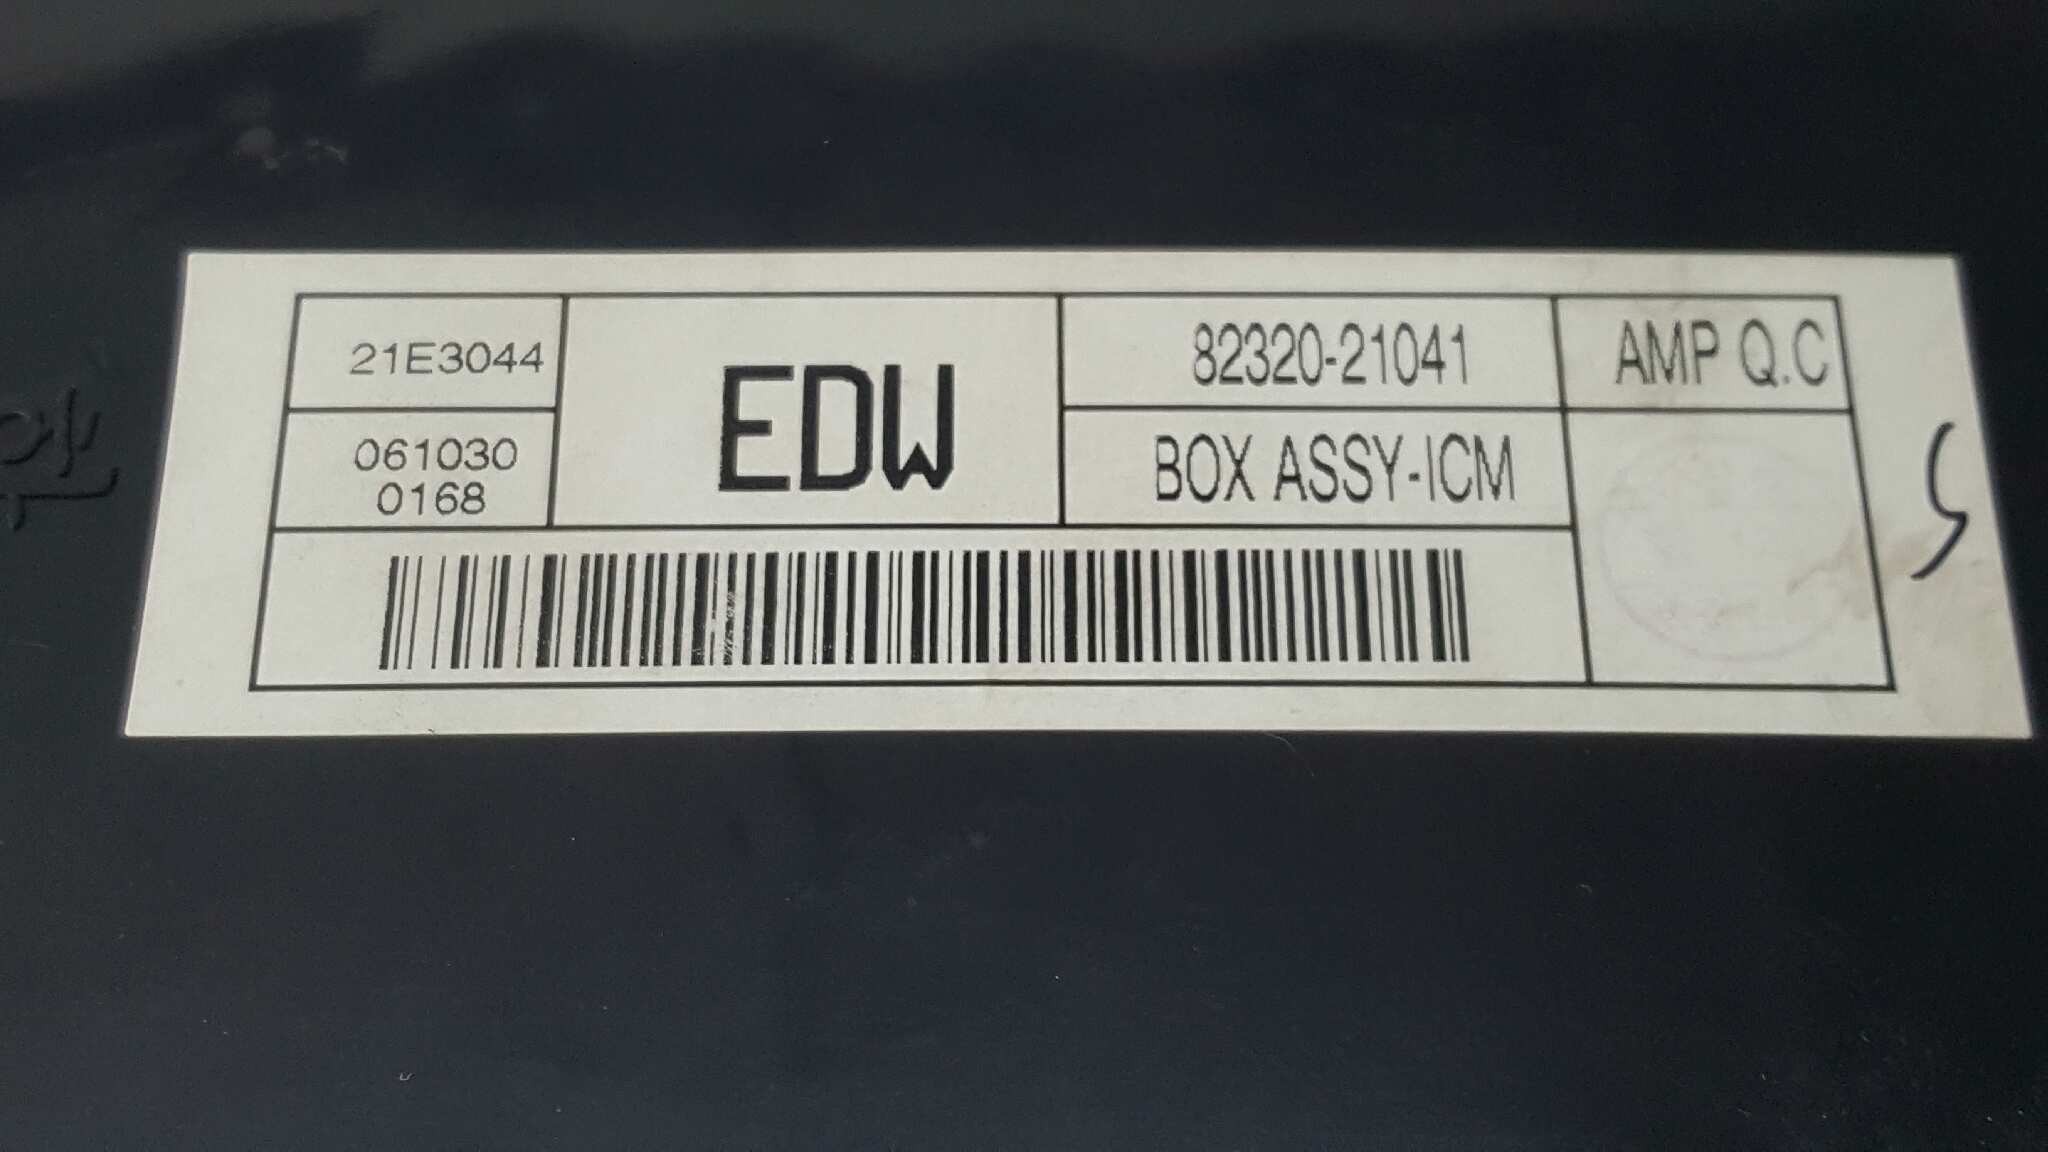 21E3044
061030
0168
EDW
82320-21041
BOX ASSY-ICM
AMP Q.C